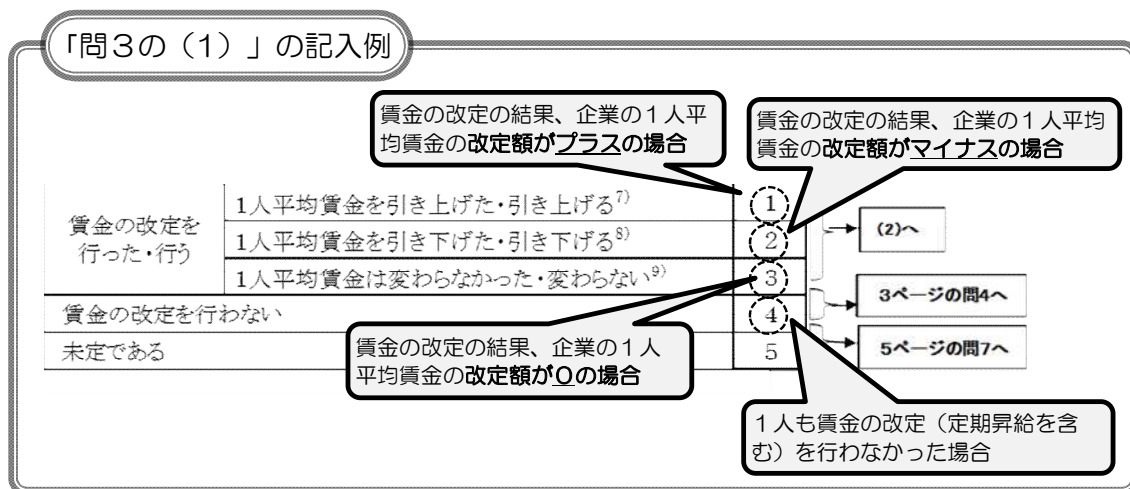 「問3の（1）」の記入例
賃金の改定の結果、企業の１人平
均賃金の改定額がプラスの場合
賃金の改定の結果、企業の１人平均
賃金の改定額がマイナスの場合
賃金の改定を
行った・行う
1人平均賃金を引き上げた・引き上げる7)
1
1人平均賃金を引き下げた・引き下げる8)
2
1人平均賃金は変わらなかった・変わらない9)
3
(2)へ
賃金の改定を行わない
4
3ページの問4へ
未定である
5
5ページの問7へ
賃金の改定の結果、企業の１人
平均賃金の改定額が０の場合
１人も賃金の改定（定期昇給を含
む）を行わなかった場合